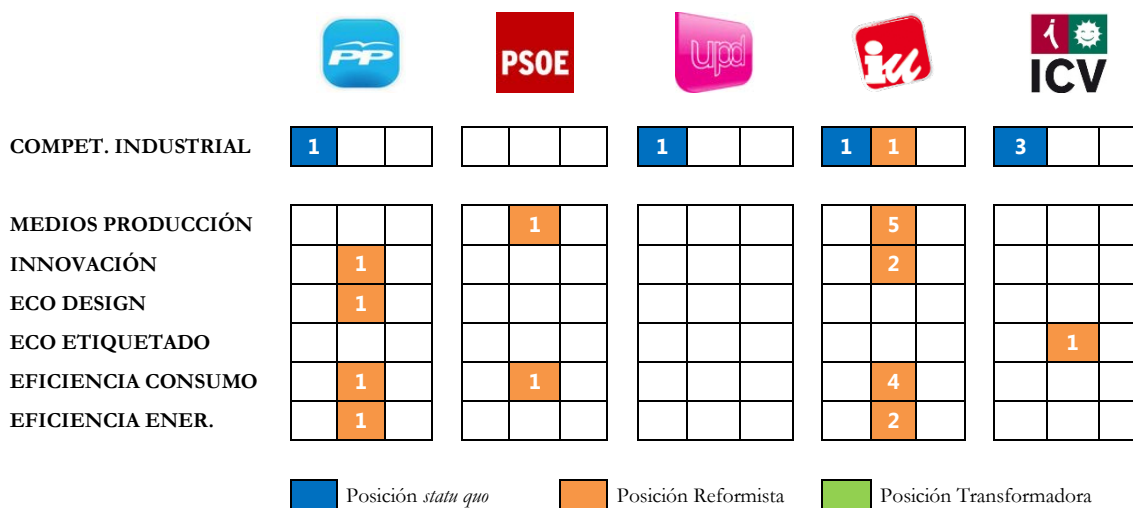 PP PSOE upd iu ICV
COMPET. INDUSTRIAL 1 1 1 1 3
MEDIOS PRODUCCIÓN 1 5
INNOVACIÓN 1 2
ECO DESIGN 1
ECO ETIQUETADO 1
EFICIENCIA CONSUMO 1 1 4
EFICIENCIA ENER. 1 2
Posición statu quo Posición Reformista Posición Transformadora